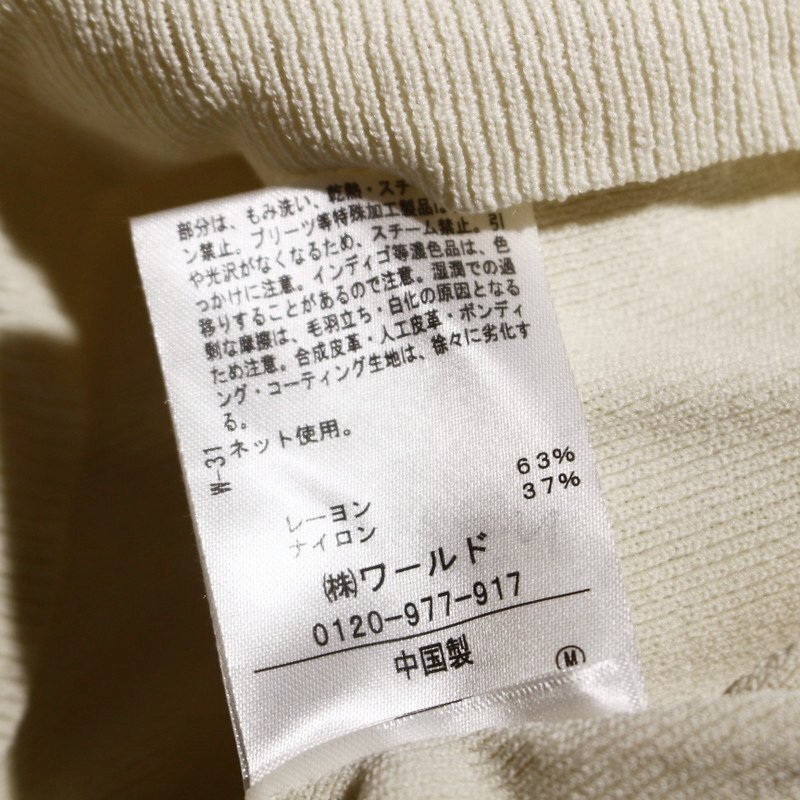 部分は、もみ洗い、乾熱・スチ
ン禁止。プリーツ等特殊加工製品は
や光沢がなくなるため、スチーム禁止。引
っかけに注意。インディゴ等濃色品は、色
移りすることがあるので注意。湿潤での過
剰な摩擦は、毛羽立ち・白化の原因となる
ため注意。合成皮革・人工皮革・ボンディ
ング・コーティング生地は、徐々に劣化す
る。
W-31
ネット使用。
レーヨン 63%
ナイロン 37%
㈱ワールド
0120-977-917
中国製
M